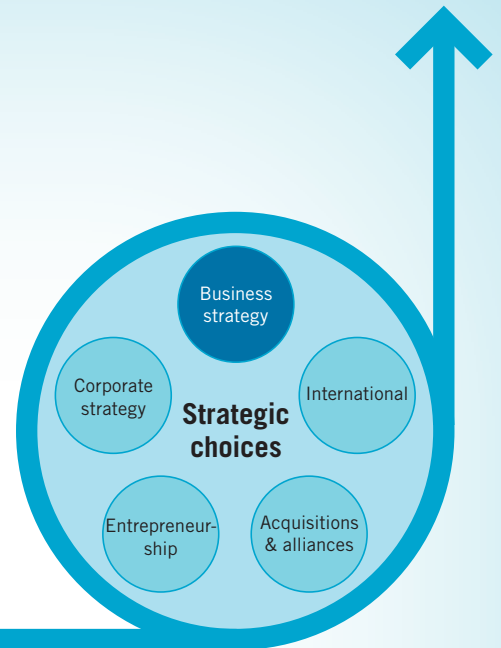 Business
strategy
Corporate
strategy
International
Strategic
choices
Entrepreneur-
ship
Acquisitions
& alliances